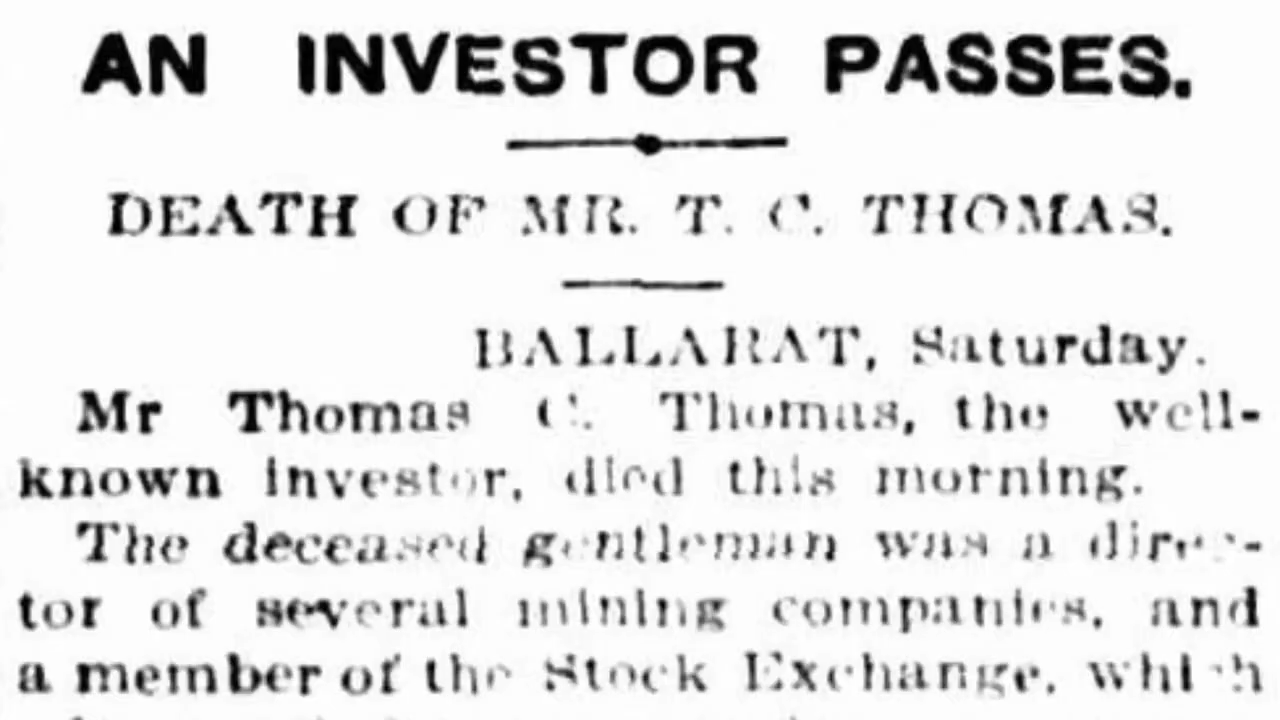 AN INVESTOR PASSES.
DEATH OF MR. T. C. THOMAS.
BALLARAT, Saturday.
Mr Thomas C. Thomas, the well-
known investor, died this morning.
The deceased gentleman was a direc-
tor of several mining companies, and
a member of the Stock Exchange, which